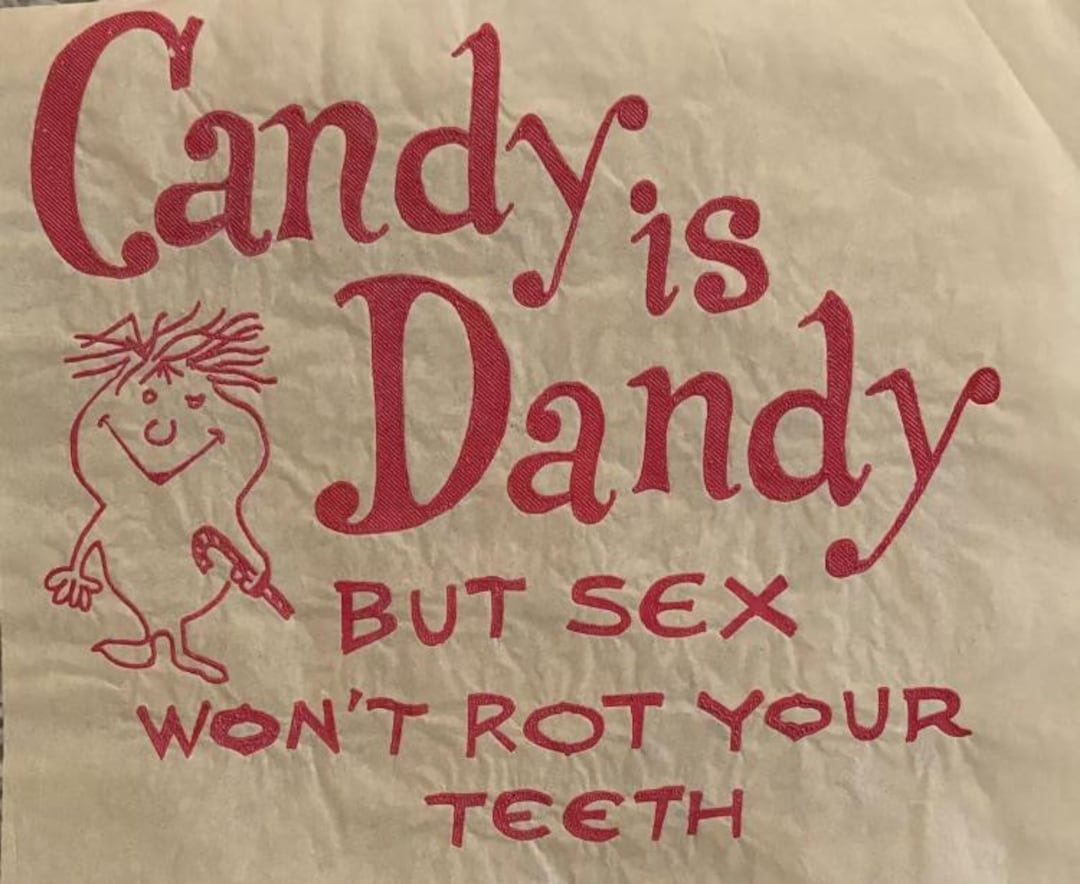 Candy is
Dandy
BUT SEX
WON'T ROT YOUR
TEETH